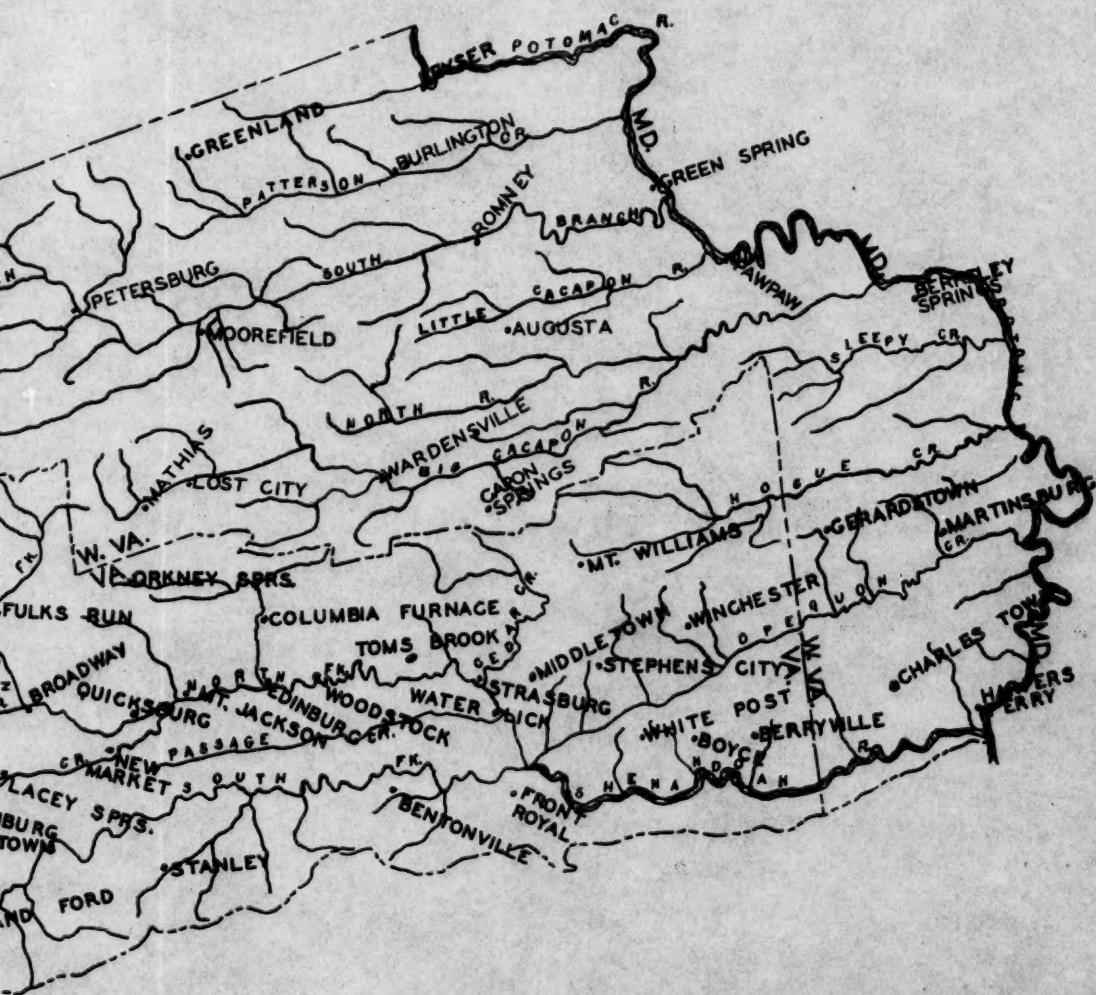 POTOMAC R.
GREENLAND
BURLINGTON
PATTERSON CR.
MD.
GREEN SPRING
ROMNEY
SOUTH BRANCH
PETERSBURG
MOOREFIELD
LITTLE CACAPON R.
AUGUSTA
PAWPAW
MD.
BERKELEY
SPRINGS
SLEEPY CR.
NORTH R.
WARDENSVILLE
BIG CACAPON R.
MATHIAS
LOST CITY
CAPON
SPRINGS
HOGUE CR.
GERARDSTOWN
MARTINSBURG
CR.
W. VA.
VA.
ORKNEY SPRS.
MT. WILLIAMS
FK.
FULKS RUN
COLUMBIA FURNACE
TOMS BROOK
CEDAR CR.
MIDDLETOWN
WINCHESTER
OPEQUON
STEPHENS CITY
VA.
W. VA.
CHARLES TOWN
MD.
HARPERS
FERRY
BROADWAY
QUICKSBURG
NORTH FK.
MT. JACKSON
EDINBURG
WOODSTOCK
WATER LICK
STRASBURG
WHITE POST
BOYCE
BERRYVILLE
PASSAGE CR.
NEW
MARKET
CR.
LACEY SPRS.
SOUTH FK.
BENTONVILLE
FRONT
ROYAL
SHENANDOAH R.
STANLEY
FORD